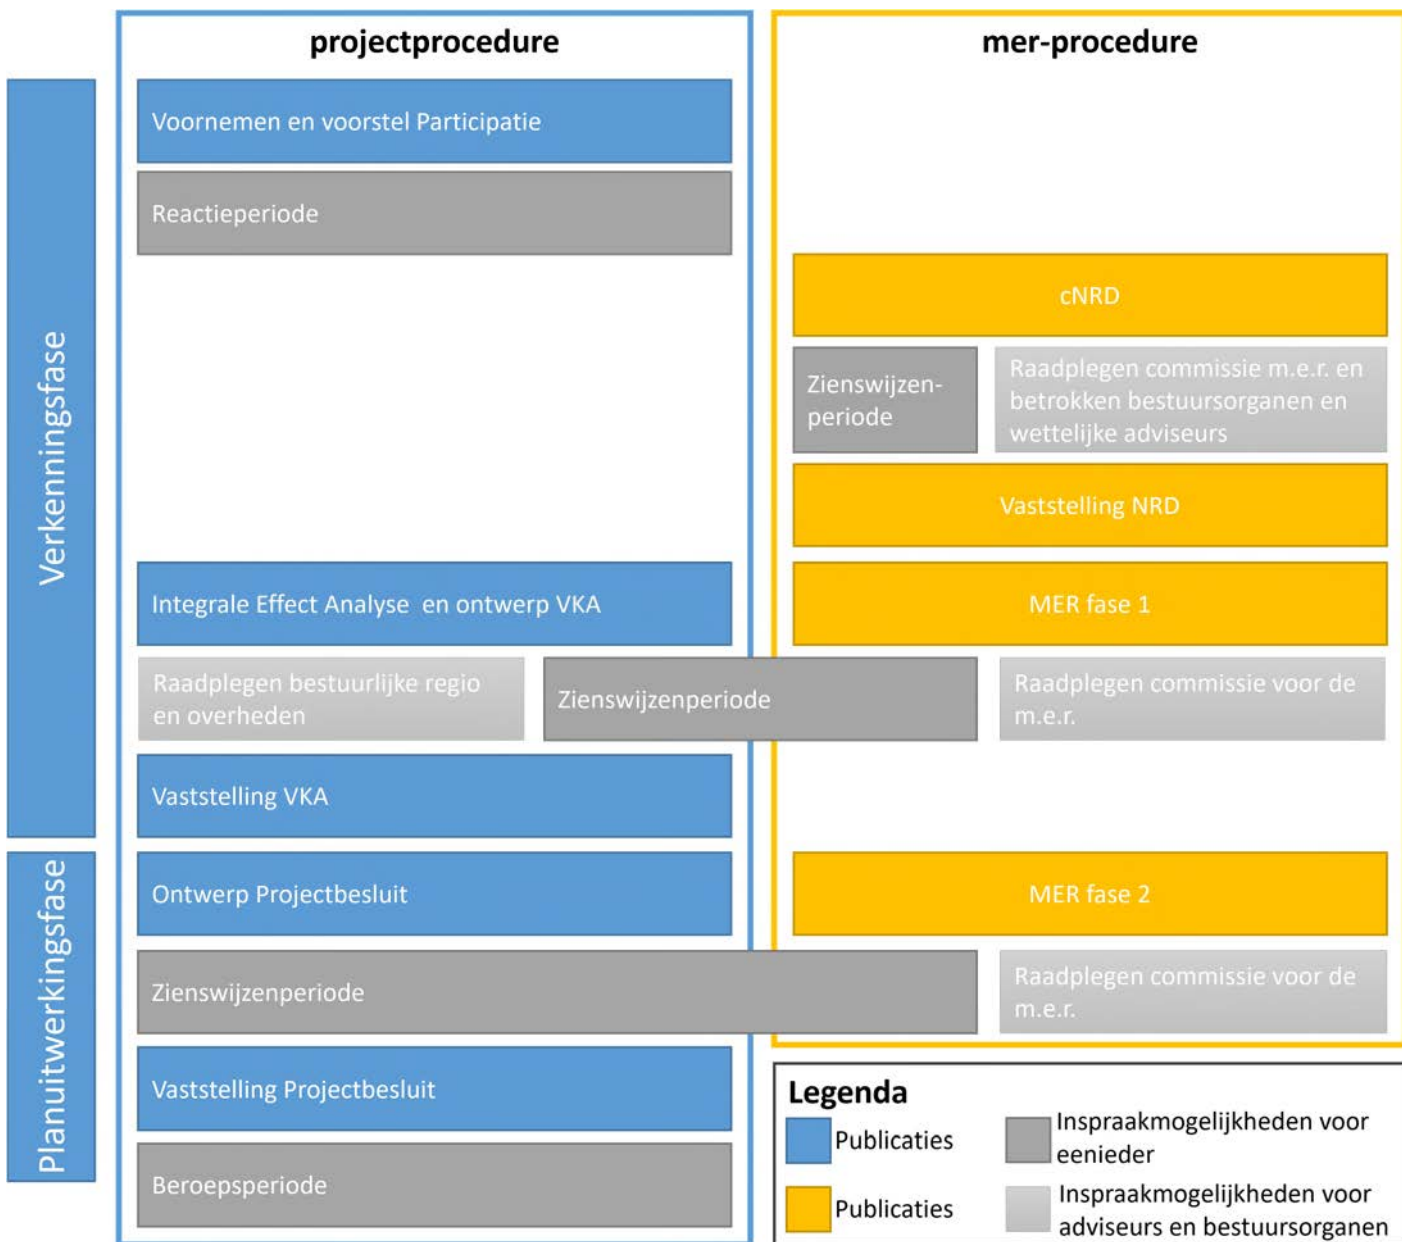 projectprocedure
mer-procedure
Verkenningsfase
Voornemen en voorstel Participatie
Reactieperiode
cNRD
Zienswijzen-
periode
Raadplegen commissie m.e.r. en
betrokken bestuursorganen en
wettelijke adviseurs
Vaststelling NRD
Integrale Effect Analyse en ontwerp VKA
MER fase 1
Raadplegen bestuurlijke regio
en overheden
Zienswijzenperiode
Raadplegen commissie voor de
m.e.r.
Vaststelling VKA
Planuitwerkingsfase
Ontwerp Projectbesluit
MER fase 2
Zienswijzenperiode
Raadplegen commissie voor de
m.e.r.
Vaststelling Projectbesluit
Beroepsperiode
Legenda
Publicaties
Inspraakmogelijkheden voor
eenieder
Publicaties
Inspraakmogelijkheden voor
adviseurs en bestuursorganen